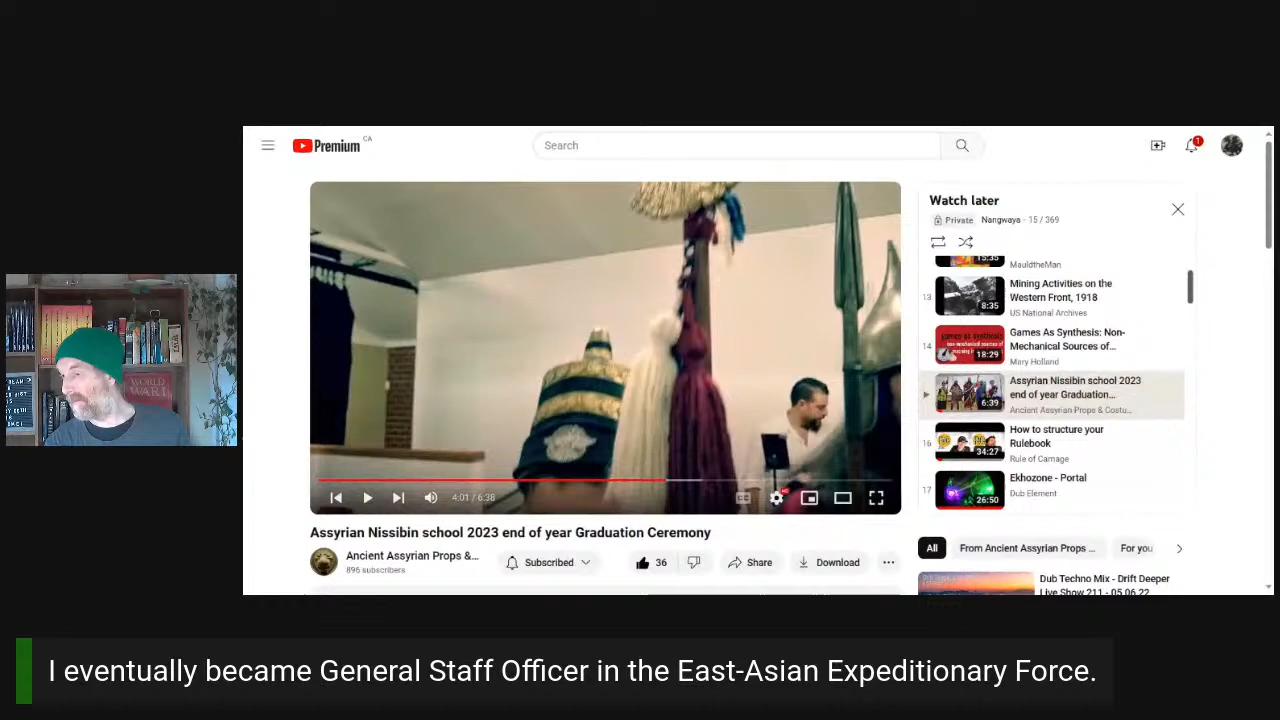 Premium CA
Search
1
Watch later
Private Nangwaya - 15 / 369
15:35
MauldtheMan
13
8:35
Mining Activities on the
Western Front, 1918
US National Archives
14
18:29
Games As Synthesis: Non-
Mechanical Sources of...
Mary Holland
6:39
Assyrian Nissibin school 2023
end of year Graduation...
Ancient Assyrian Props & Costu...
16
34:27
How to structure your
Rulebook
Rule of Carnage
17
26:50
Ekhozone - Portal
Dub Element
4:01 / 6:38
Assyrian Nissibin school 2023 end of year Graduation Ceremony
Ancient Assyrian Props &...
896 subscribers
Subscribed
36
Share
Download
All
From Ancient Assyrian Props ...
For you
Dub Techno Mix - Drift Deeper
Live Show 211 - 05.06.22
WORLD
WAR I
I eventually became General Staff Officer in the East-Asian Expeditionary Force.